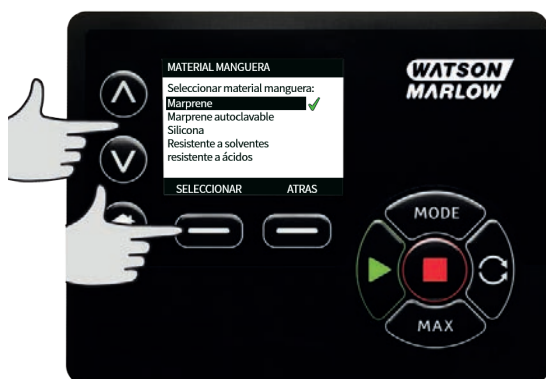 MATERIAL MANGUERA
Seleccionar material manguera:
Marprene
Marprene autoclavable
Silicona
Resistente a solventes
resistente a ácidos
SELECCIONAR ATRAS
WATSON
MARLOW
MODE
MAX